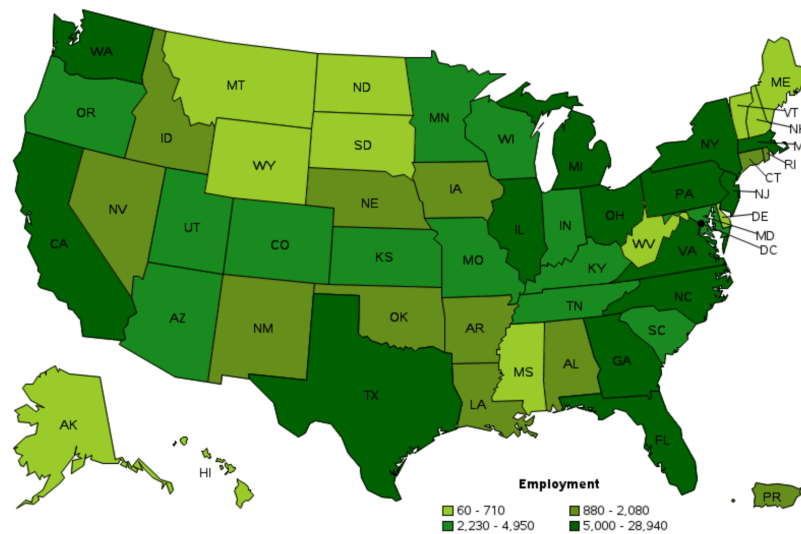 WA
MT
ND
ME
OR
MN
VT
ID
SD
WI
NH
WY
MI
NY
M
RI
CT
NV
NE
IA
PA
NJ
UT
IL
IN
OH
DE
CA
CO
WV
MD
KS
MO
VA
DC
KY
AZ
NM
OK
TN
NC
AR
SC
MS
AL
GA
TX
LA
AK
FL
HI
Employment
60 - 710
880 - 2,080
2,230 - 4,950
5,000 - 28,940
PR